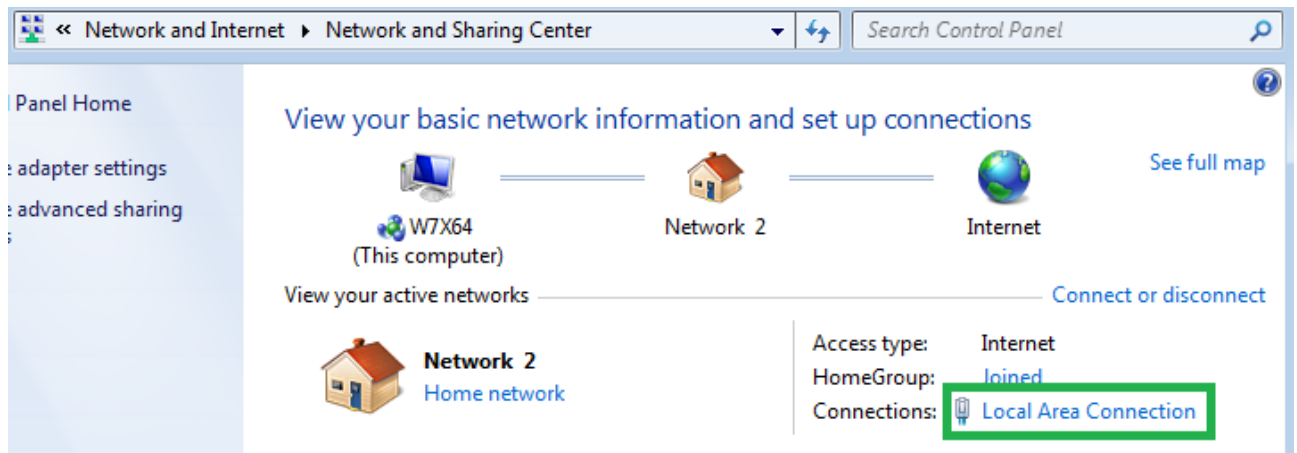 « Network and Internet ▸ Network and Sharing Center
Search Control Panel
Panel Home
adapter settings
advanced sharing
View your basic network information and set up connections
See full map
W7X64
(This computer)
Network 2
Internet
View your active networks
Connect or disconnect
Network 2
Home network
Access type: Internet
HomeGroup: Joined
Connections: Local Area Connection